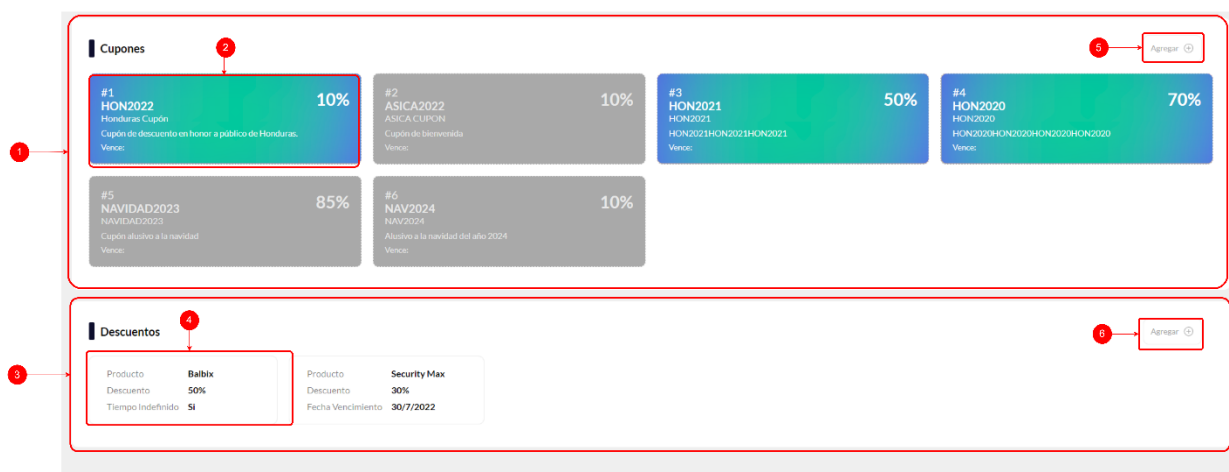 Cupones
2
5
Agregar
#1
HON2022
10%
Honduras Cupón
Cupón de descuento en honor a público de Honduras.
Vence:
#2
ASICA2022
10%
ASICA CUPON
Cupón de bienvenida
Vence:
#3
HON2021
50%
HON2021
HON2021HON2021HON2021
Vence:
#4
HON2020
70%
HON2020
HON2020HON2020HON2020HON2020
Vence:
1
#5
NAVIDAD2023
85%
NAVIDAD2023
Cupón alusivo a la navidad
Vence:
#6
NAV2024
10%
NAV2024
Alusivo a la navidad del año 2024
Vence:
Descuentos
4
6
Agregar
3
Producto Balbix
Descuento 50%
Tiempo Indefinido Si
Producto Security Max
Descuento 30%
Fecha Vencimiento 30/7/2022